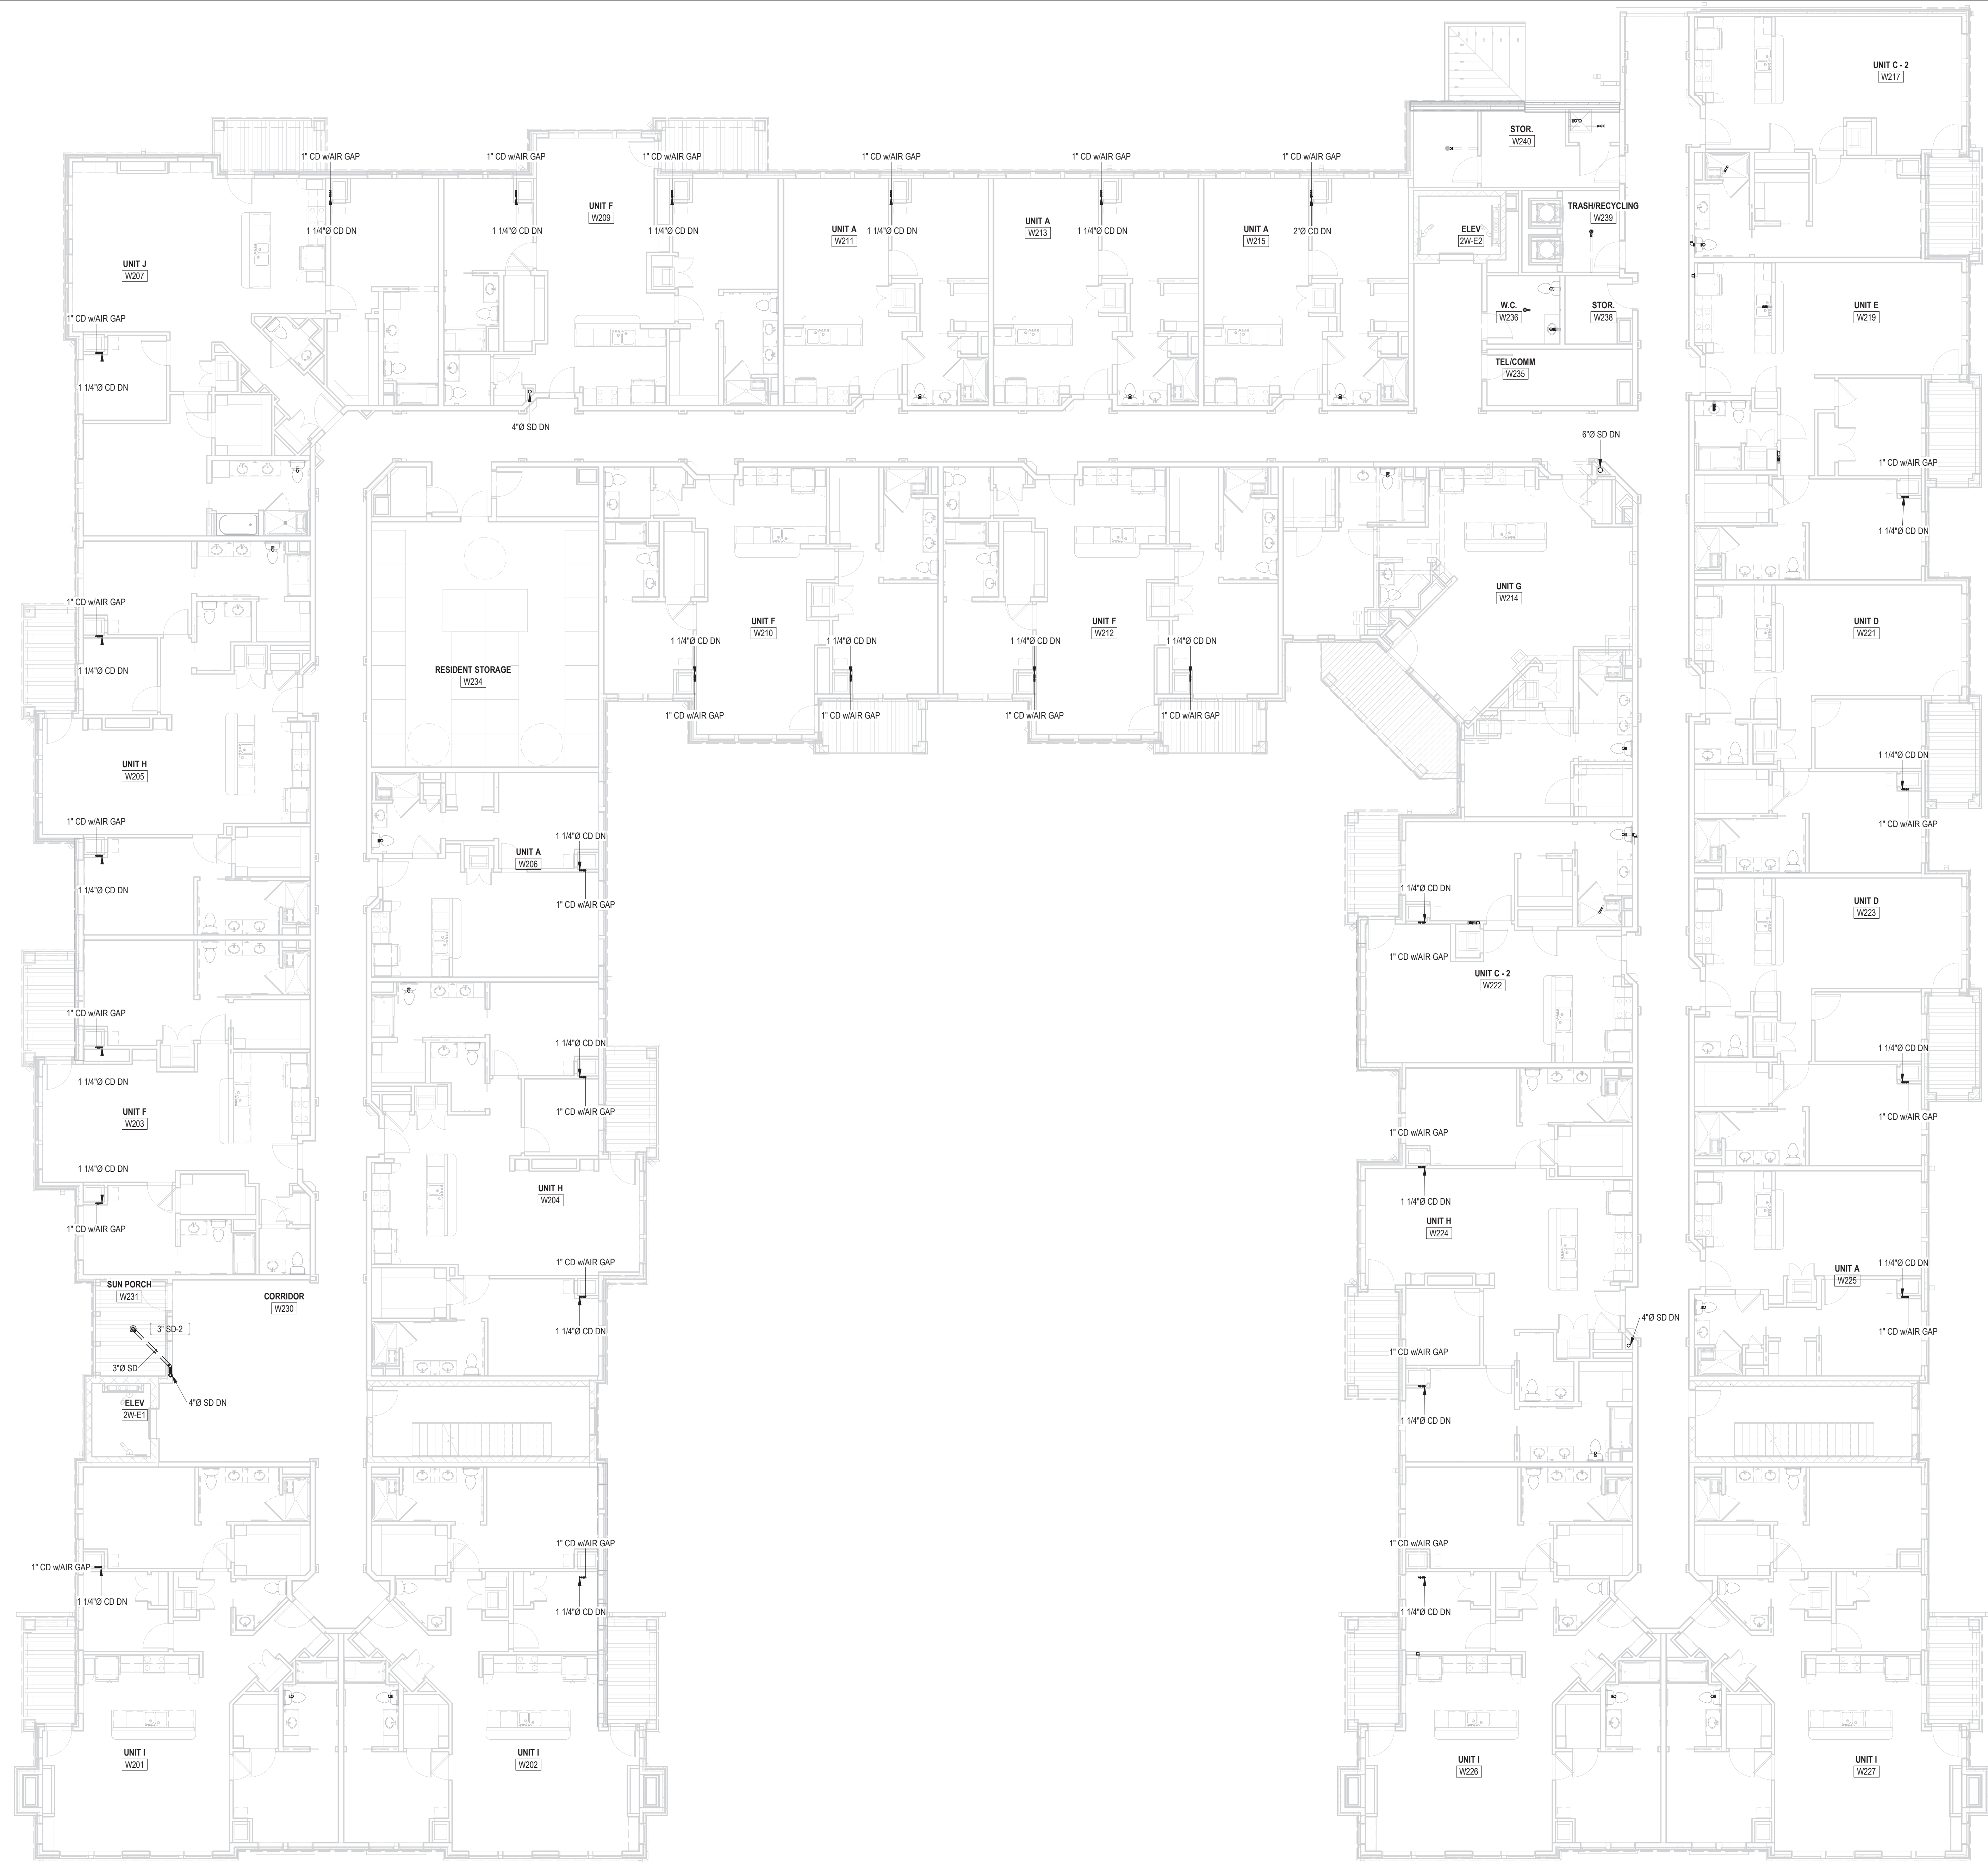 UNIT C - 2
W217
STOR.
W240
1" CD w/AIR GAP
1" CD w/AIR GAP
1" CD w/AIR GAP
1" CD w/AIR GAP
1" CD w/AIR GAP
1" CD w/AIR GAP
UNIT F
W209
TRASH/RECYCLING
W239
UNIT A
W211
UNIT A
W213
UNIT A
W215
ELEV
2W-E2
1 1/4"Ø CD DN
1 1/4"Ø CD DN
1 1/4"Ø CD DN
1 1/4"Ø CD DN
1 1/4"Ø CD DN
2"Ø CD DN
UNIT J
W207
W.C.
W236
STOR.
W238
UNIT E
W219
1" CD w/AIR GAP
1 1/4"Ø CD DN
TEL/COMM
W235
4"Ø SD DN
6"Ø SD DN
1" CD w/AIR GAP
1 1/4"Ø CD DN
UNIT G
W214
UNIT D
W221
1" CD w/AIR GAP
1 1/4"Ø CD DN
UNIT F
W210
UNIT F
W212
1 1/4"Ø CD DN
1 1/4"Ø CD DN
1 1/4"Ø CD DN
1 1/4"Ø CD DN
RESIDENT STORAGE
W234
1" CD w/AIR GAP
1" CD w/AIR GAP
1" CD w/AIR GAP
1" CD w/AIR GAP
UNIT H
W205
1 1/4"Ø CD DN
1" CD w/AIR GAP
1" CD w/AIR GAP
1 1/4"Ø CD DN
1 1/4"Ø CD DN
UNIT A
W206
1" CD w/AIR GAP
1 1/4"Ø CD DN
1" CD w/AIR GAP
UNIT D
W223
UNIT C - 2
W222
1" CD w/AIR GAP
1 1/4"Ø CD DN
1 1/4"Ø CD DN
1" CD w/AIR GAP
1 1/4"Ø CD DN
1" CD w/AIR GAP
UNIT F
W203
1" CD w/AIR GAP
1 1/4"Ø CD DN
1 1/4"Ø CD DN
1" CD w/AIR GAP
UNIT H
W204
UNIT H
W224
1" CD w/AIR GAP
1 1/4"Ø CD DN
UNIT A
W225
1 1/4"Ø CD DN
1" CD w/AIR GAP
SUN PORCH
W231
CORRIDOR
W230
3" SD-2
3"Ø SD
4"Ø SD DN
4"Ø SD DN
1" CD w/AIR GAP
1 1/4"Ø CD DN
ELEV
2W-E1
1" CD w/AIR GAP
1 1/4"Ø CD DN
1" CD w/AIR GAP
1 1/4"Ø CD DN
1" CD w/AIR GAP
1 1/4"Ø CD DN
UNIT I
W201
UNIT I
W202
UNIT I
W226
UNIT I
W227